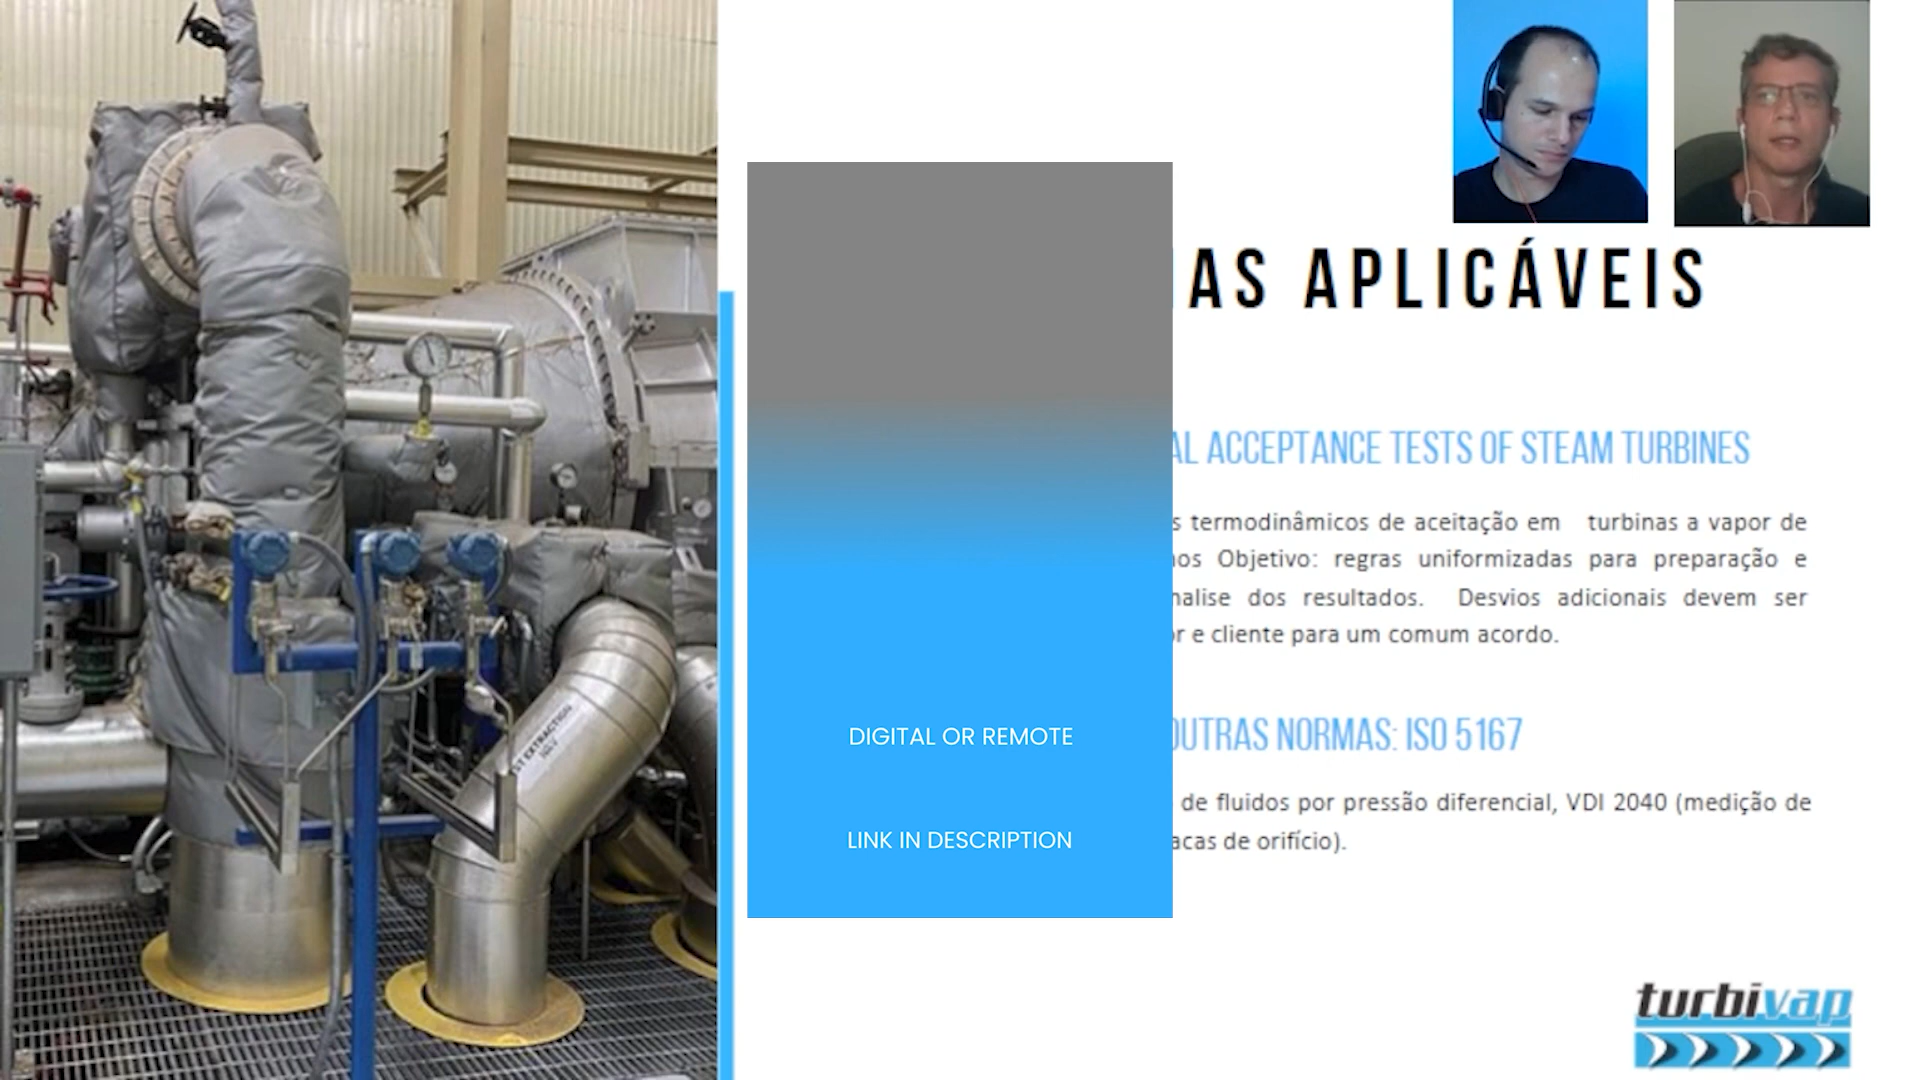 AS APLICÁVEIS
AL ACCEPTANCE TESTS OF STEAM TURBINES
s termodinâmicos de aceitação em turbinas a vapor de
nos Objetivo: regras uniformizadas para preparação e
nalise dos resultados. Desvios adicionais devem ser
r e cliente para um comum acordo.
OUTRAS NORMAS: ISO 5167
de fluidos por pressão diferencial, VDI 2040 (medição de
acas de orifício).
DIGITAL OR REMOTE
LINK IN DESCRIPTION
ST EXTRACTION
turbivap